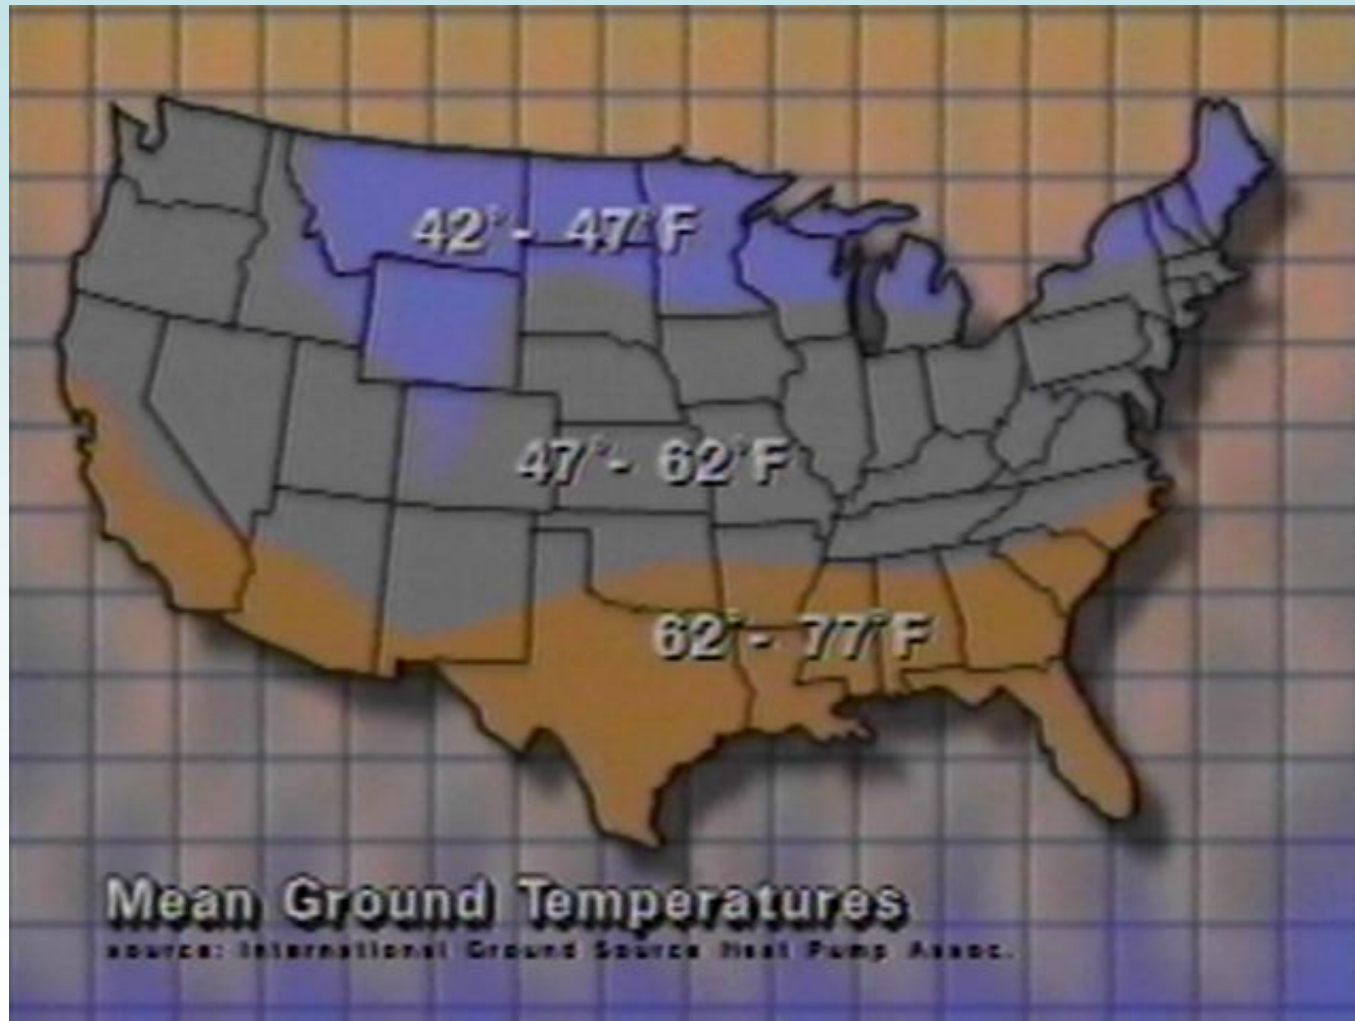 42°- 47°F
47°- 62°F
62°- 77°F
Mean Ground Temperatures
source: International Ground Source Heat Pump Assoc.